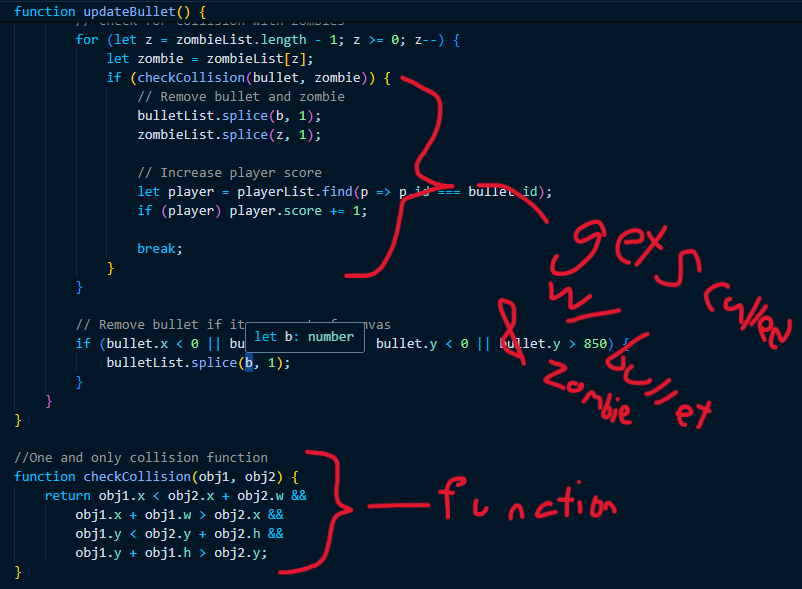 function updateBullet() {
// Check for collision with zombies
for (let z = zombieList.length - 1; z >= 0; z--) {
let zombie = zombieList[z];
if (checkCollision(bullet, zombie)) {
// Remove bullet and zombie
bulletList.splice(b, 1);
zombieList.splice(z, 1);
// Increase player score
let player = playerList.find(p => p.id === bullet.id);
if (player) player.score += 1;
break;
}
}
// Remove bullet if it nvas
let b: number
if (bullet.x < 0 || bu bullet.y < 0 || bullet.y > 850) {
bulletList.splice(b, 1);
}
}
}
//One and only collision function
function checkCollision(obj1, obj2) {
return obj1.x < obj2.x + obj2.w &&
obj1.x + obj1.w > obj2.x &&
obj1.y < obj2.y + obj2.h &&
obj1.y + obj1.h > obj2.y;
}
gets
w/ bullet
& zombie
function